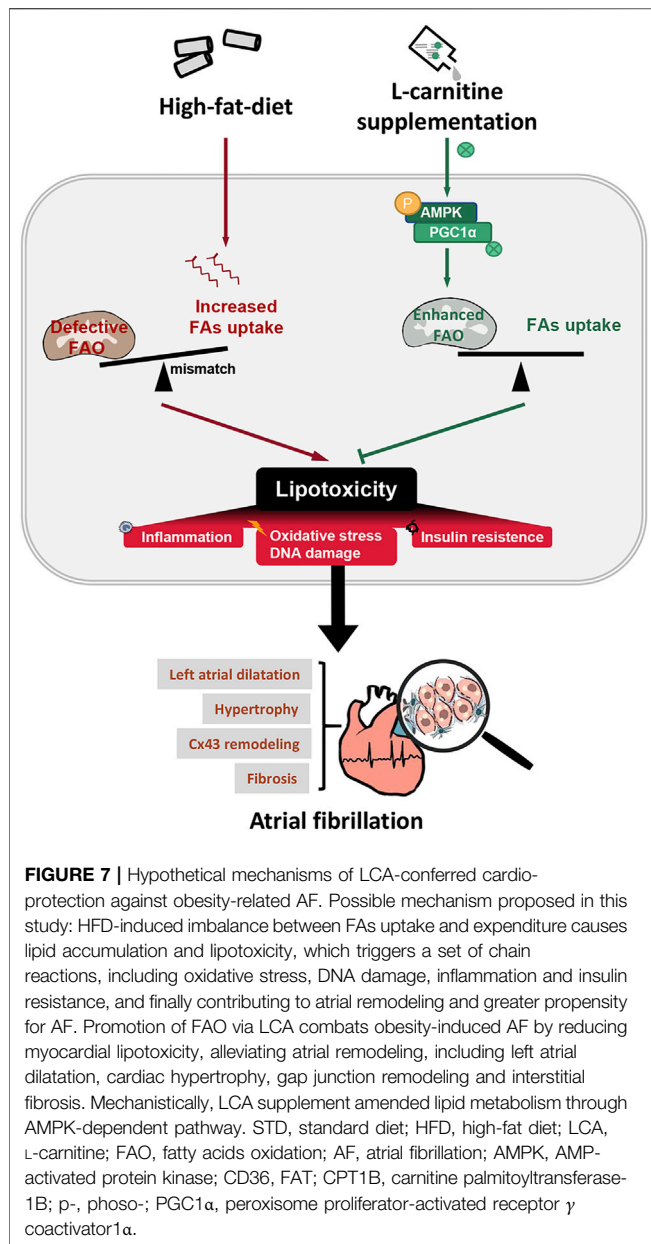 High-fat-diet
L-carnitine
supplementation
P
AMPK
PGC1α
Increased
FAs uptake
Defective
FAO
mismatch
Enhanced
FAO
FAs uptake
Lipotoxicity
Inflammation
Oxidative stress
DNA damage
Insulin resistence
Left atrial dilatation
Hypertrophy
Cx43 remodeling
Fibrosis
Atrial fibrillation
FIGURE 7 | Hypothetical mechanisms of LCA-conferred cardio-
protection against obesity-related AF. Possible mechanism proposed in this
study: HFD-induced imbalance between FAs uptake and expenditure causes
lipid accumulation and lipotoxicity, which triggers a set of chain
reactions, including oxidative stress, DNA damage, inflammation and insulin
resistance, and finally contributing to atrial remodeling and greater propensity
for AF. Promotion of FAO via LCA combats obesity-induced AF by reducing
myocardial lipotoxicity, alleviating atrial remodeling, including left atrial
dilatation, cardiac hypertrophy, gap junction remodeling and interstitial
fibrosis. Mechanistically, LCA supplement amended lipid metabolism through
AMPK-dependent pathway. STD, standard diet; HFD, high-fat diet; LCA,
L-carnitine; FAO, fatty acids oxidation; AF, atrial fibrillation; AMPK, AMP-
activated protein kinase; CD36, FAT; CPT1B, carnitine palmitoyltransferase-
1B; p-, phoso-; PGC1α, peroxisome proliferator-activated receptor γ
coactivator1α.